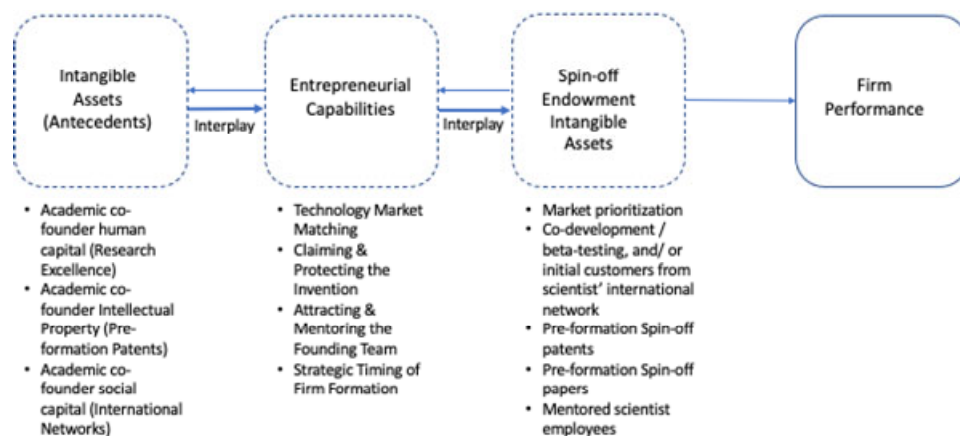 Intangible
Assets
(Antecedents)
Interplay
Entrepreneurial
Capabilities
Interplay
Spin-off
Endowment
Intangible
Assets
Firm
Performance
• Academic co-
founder human
capital (Research
Excellence)
• Academic co-
founder Intellectual
Property (Pre-
formation Patents)
• Academic co-
founder social
capital (International
Networks)
• Technology Market
Matching
• Claiming &
Protecting the
Invention
• Attracting &
Mentoring the
Founding Team
• Strategic Timing of
Firm Formation
• Market prioritization
• Co-development /
beta-testing, and/ or
initial customers from
scientist' international
network
• Pre-formation Spin-off
patents
• Pre-formation Spin-off
papers
• Mentored scientist
employees